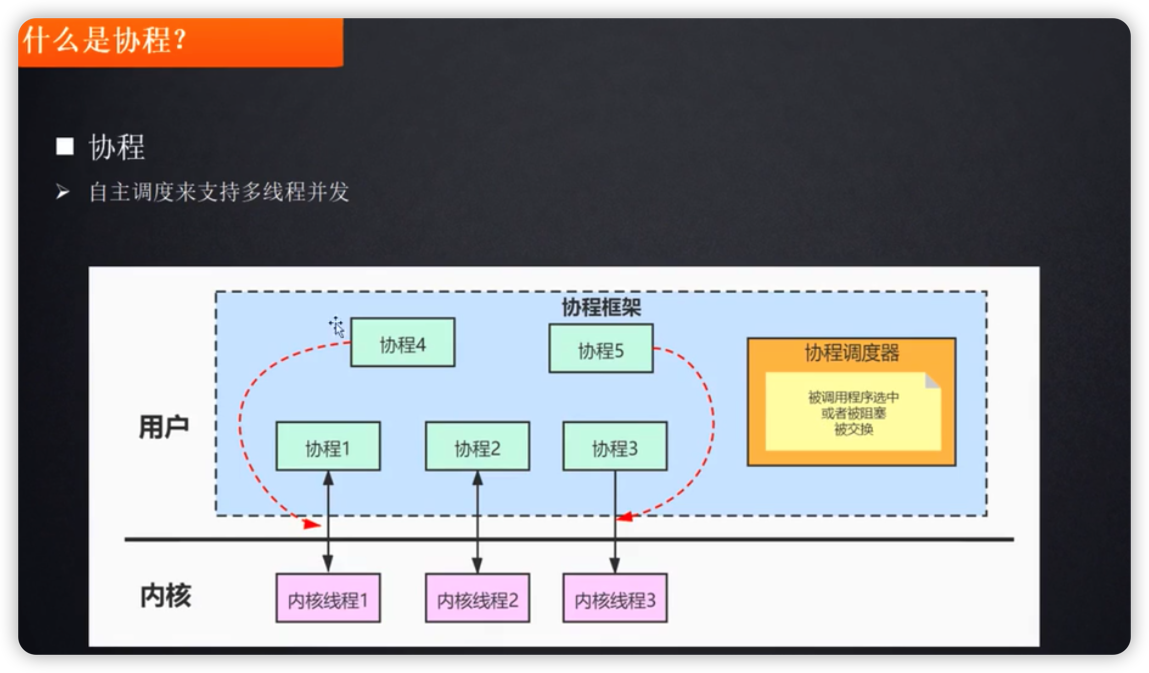 什么是协程？
协程
自主调度来支持多线程并发
协程框架
协程4
协程5
协程调度器
被调用程序选中
或者被阻塞
被交换
用户
协程1
协程2
协程3
内核
内核线程1
内核线程2
内核线程3